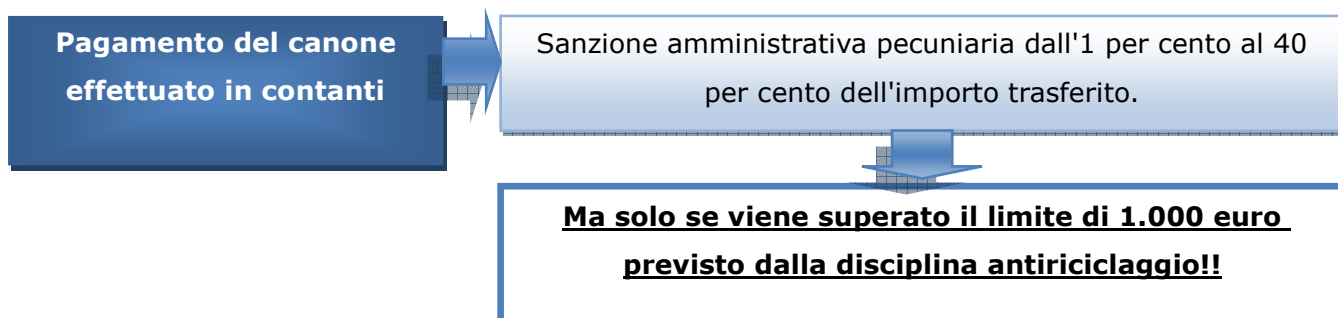 Pagamento del canone
effettuato in contanti
Sanzione amministrativa pecuniaria dall'1 per cento al 40
per cento dell'importo trasferito.
Ma solo se viene superato il limite di 1.000 euro
previsto dalla disciplina antiriciclaggio!!